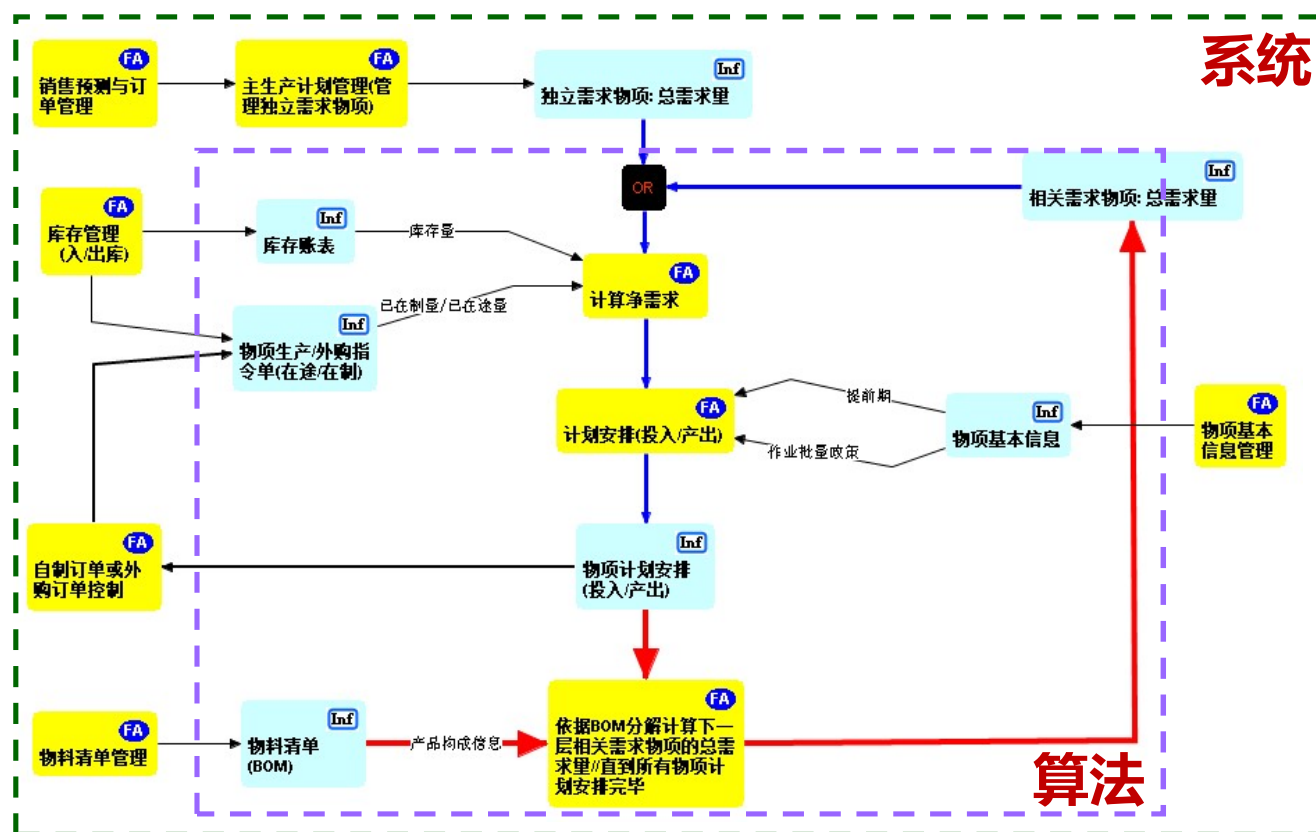 系统
FA
销售预测与订
单管理
FA
主生产计划管理(管
理独立需求物项)
Inf
独立需求物项: 总需求量
OR
Inf
相关需求物项: 总需求量
FA
库存管理
(入/出库)
Inf
库存账表
库存量
FA
计算净需求
Inf
物项生产/外购指
令单(在途/在制)
已在制量/已在途量
FA
计划安排(投入/产出)
提前期
作业批量政策
Inf
物项基本信息
FA
物项基本
信息管理
FA
自制订单或外
购订单控制
Inf
物项计划安排
(投入/产出)
FA
物料清单管理
Inf
物料清单
(BOM)
产品构成信息
FA
依据BOM分解计算下一
层相关需求物项的总需
求量//直到所有物项计
划安排完毕
算法